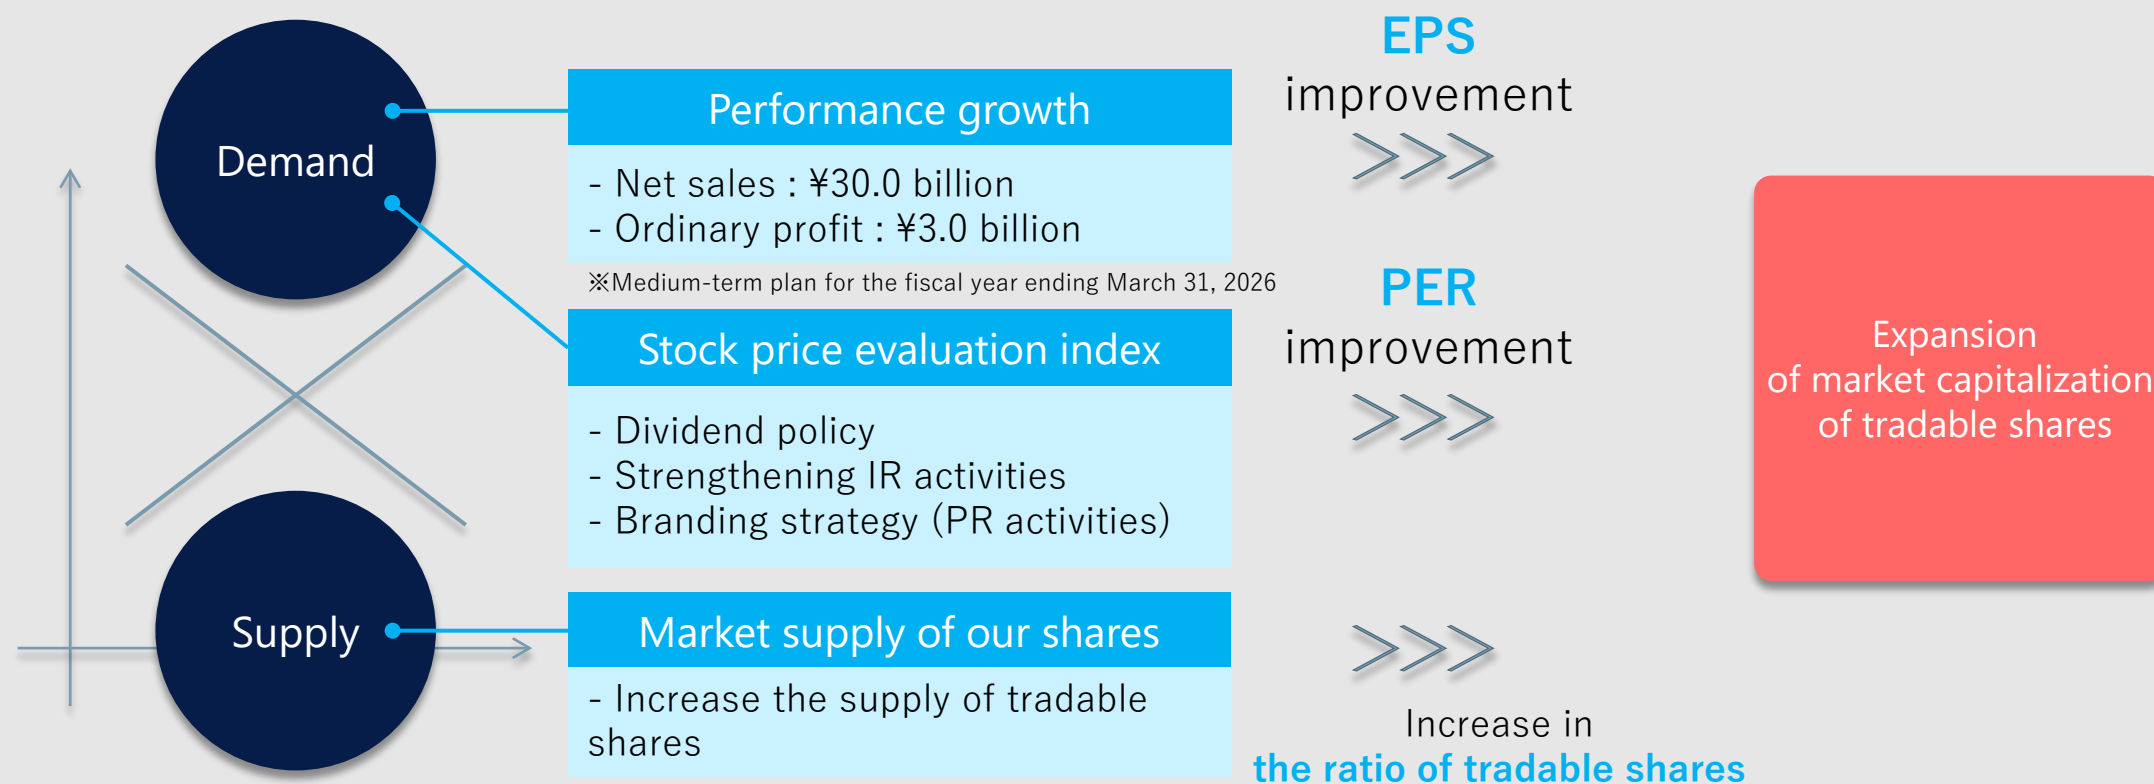 Demand
Performance growth
- Net sales : ¥30.0 billion
- Ordinary profit : ¥3.0 billion
※Medium-term plan for the fiscal year ending March 31, 2026
EPS
improvement
Stock price evaluation index
- Dividend policy
- Strengthening IR activities
- Branding strategy (PR activities)
PER
improvement
Supply
Market supply of our shares
- Increase the supply of tradable
shares
Increase in
the ratio of tradable shares
Expansion
of market capitalization
of tradable shares